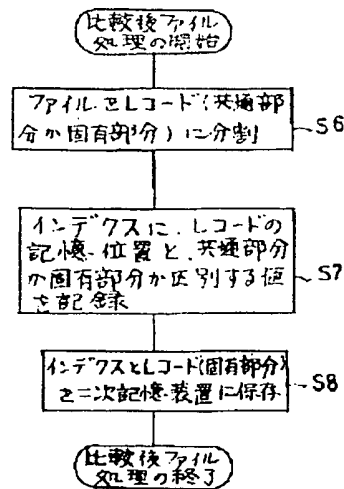 比較後ファイル
処理の開始
ファイルをレコード(共通部
分か固有部分)に分割
S6
インデクスに、レコードの
記憶位置と、共通部分
か固有部分か区別する値
を記録
S7
インデクスとレコード(固有部分)
を二次記憶装置に保存
S8
比較後ファイル
処理の終了